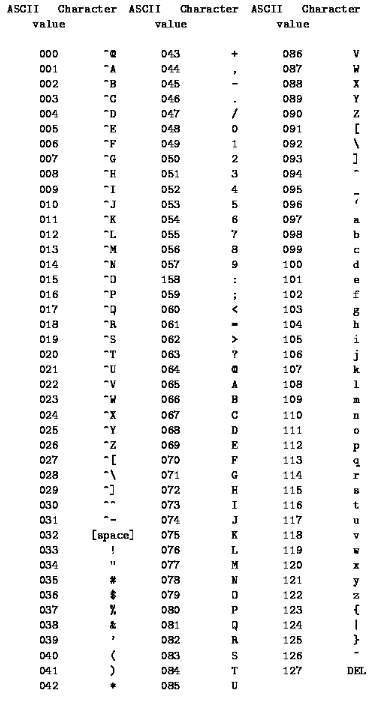 ASCII Character ASCII Character ASCII Character
value value value
000 ^@ 043 + 086 V
001 ^A 044 , 087 W
002 ^B 045 - 088 X
003 ^C 046 . 089 Y
004 ^D 047 / 090 Z
005 ^E 048 0 091 [
006 ^F 049 1 092 \
007 ^G 050 2 093 ]
008 ^H 051 3 094 ^
009 ^I 052 4 095 _
010 ^J 053 5 096 ‘
011 ^K 054 6 097 a
012 ^L 055 7 098 b
013 ^M 056 8 099 c
014 ^N 057 9 100 d
015 ^O 158 : 101 e
016 ^P 059 ; 102 f
017 ^Q 060 < 103 g
018 ^R 061 = 104 h
019 ^S 062 > 105 i
020 ^T 063 ? 106 j
021 ^U 064 @ 107 k
022 ^V 065 A 108 l
023 ^W 066 B 109 m
024 ^X 067 C 110 n
025 ^Y 068 D 111 o
026 ^Z 069 E 112 p
027 ^[ 070 F 113 q
028 ^\ 071 G 114 r
029 ^] 072 H 115 s
030 ^^ 073 I 116 t
031 ^- 074 J 117 u
032 [space] 075 K 118 v
033 ! 076 L 119 w
034 " 077 M 120 x
035 # 078 N 121 y
036 $ 079 O 122 z
037 % 080 P 123 {
038 & 081 Q 124 |
039 ’ 082 R 125 }
040 ( 083 S 126 ~
041 ) 084 T 127 DEL
042 * 085 U